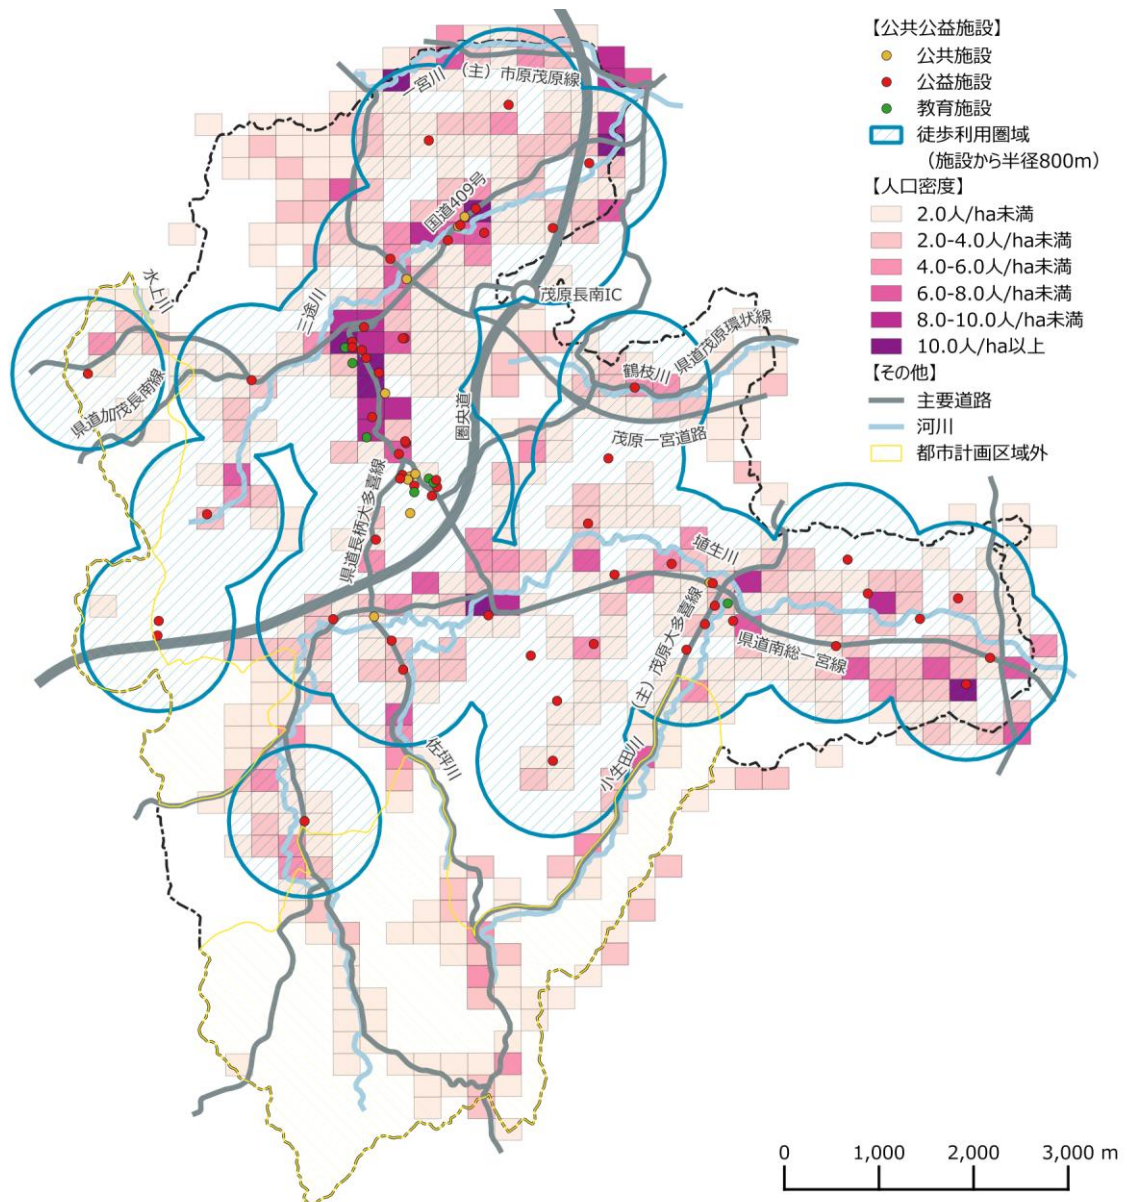 【公共公益施設】
公共施設
公益施設
教育施設
徒歩利用圏域
（施設から半径800m）
【人口密度】
2.0人/ha未満
2.0-4.0人/ha未満
4.0-6.0人/ha未満
6.0-8.0人/ha未満
8.0-10.0人/ha未満
10.0人/ha以上
【その他】
主要道路
河川
都市計画区域外
一宮川
（主）市原茂原線
国道409号
水上川
三途川
茂原長南IC
県道茂原環状線
鶴枝川
県道加茂長南線
圏央道
茂原一宮道路
県道長柄大多喜線
埴生川
（主）茂原大多喜線
県道南総一宮線
佐坪川
小生田川
0 1,000 2,000 3,000 m